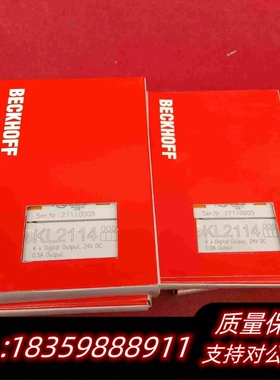 BECKHOFF
BECKHOFF
Ser.Nr. 27110005
KL2114
4 x Digital Output, 24V DC
0.5A Output
Ser.Nr. 27110005
KL2114
4 x Digital Output, 24V DC
0.5A Output
质量保
:18359888911
支持对公